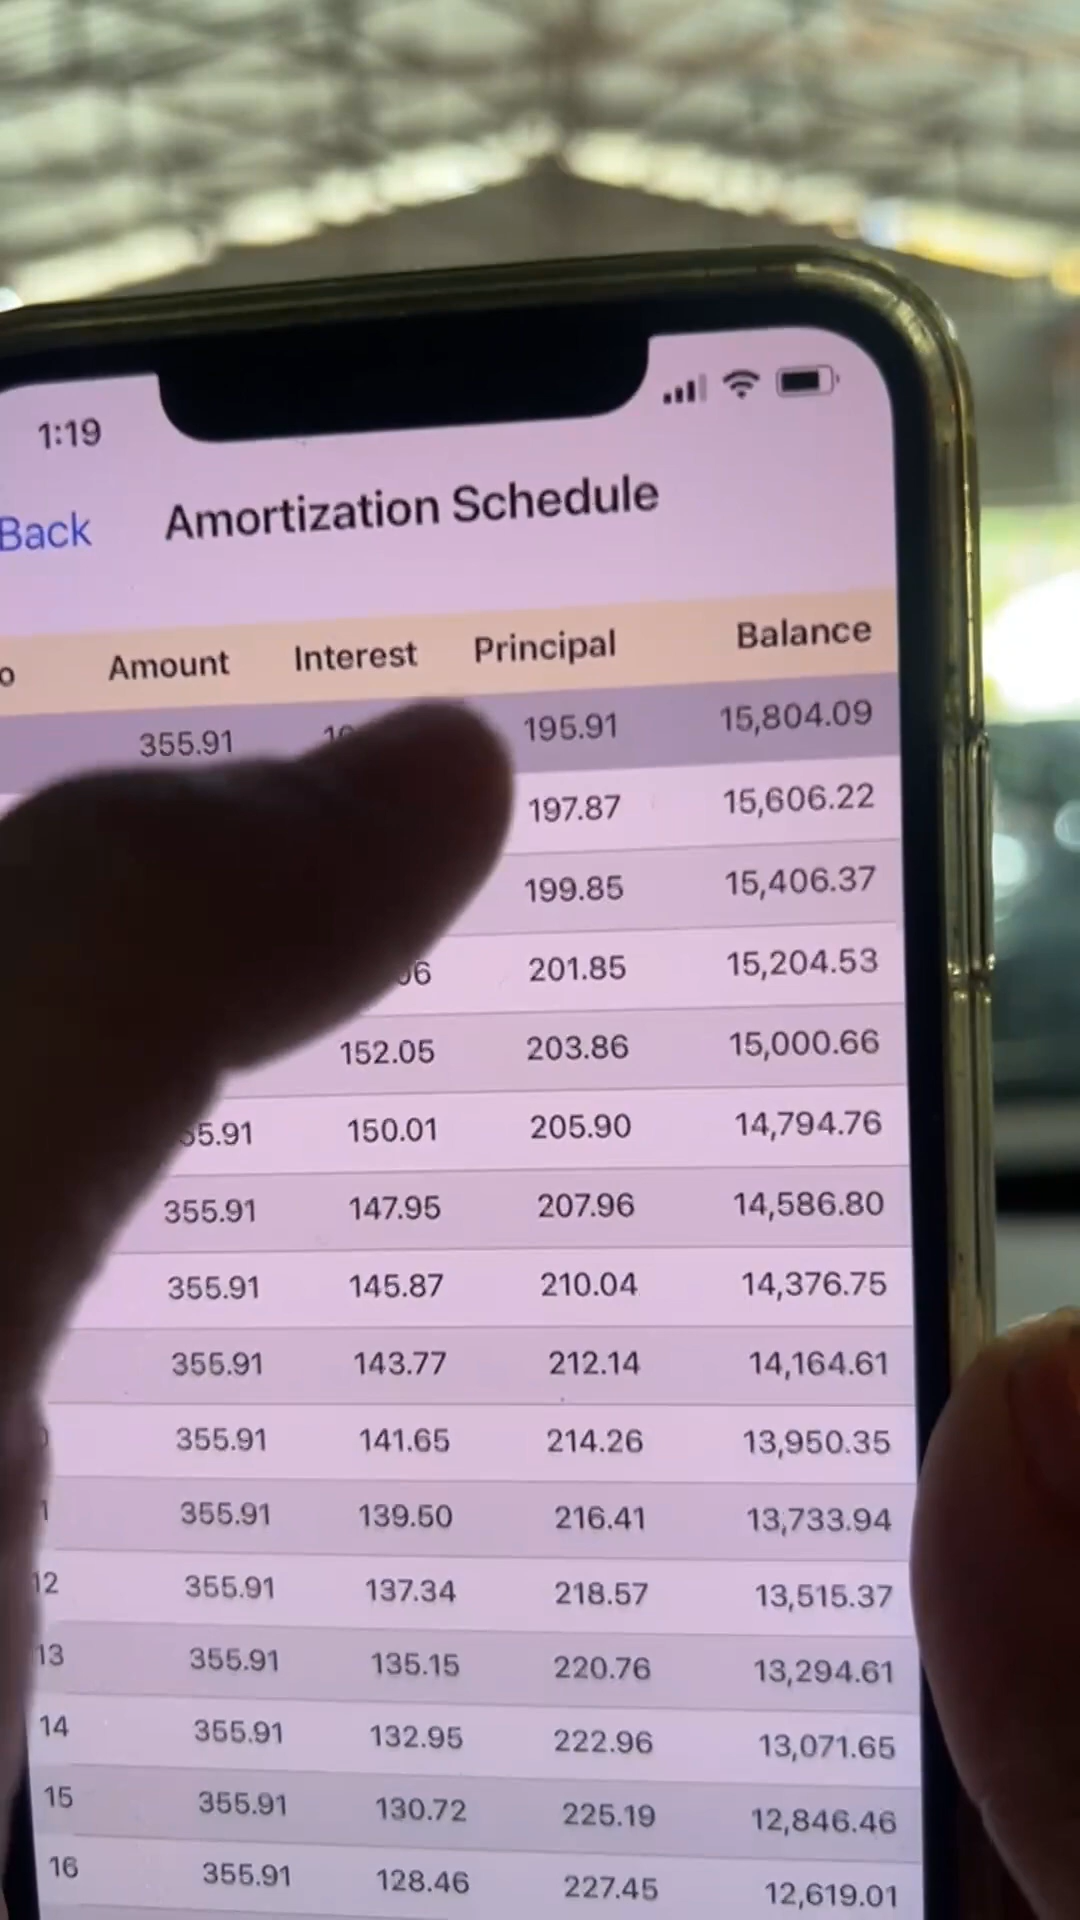 1:19
Back Amortization Schedule
o Amount Interest Principal Balance
355.91 195.91 15,804.09
197.87 15,606.22
199.85 15,406.37
06 201.85 15,204.53
152.05 203.86 15,000.66
55.91 150.01 205.90 14,794.76
355.91 147.95 207.96 14,586.80
355.91 145.87 210.04 14,376.75
355.91 143.77 212.14 14,164.61
355.91 141.65 214.26 13,950.35
1 355.91 139.50 216.41 13,733.94
12 355.91 137.34 218.57 13,515.37
13 355.91 135.15 220.76 13,294.61
14 355.91 132.95 222.96 13,071.65
15 355.91 130.72 225.19 12,846.46
16 355.91 128.46 227.45 12,619.01